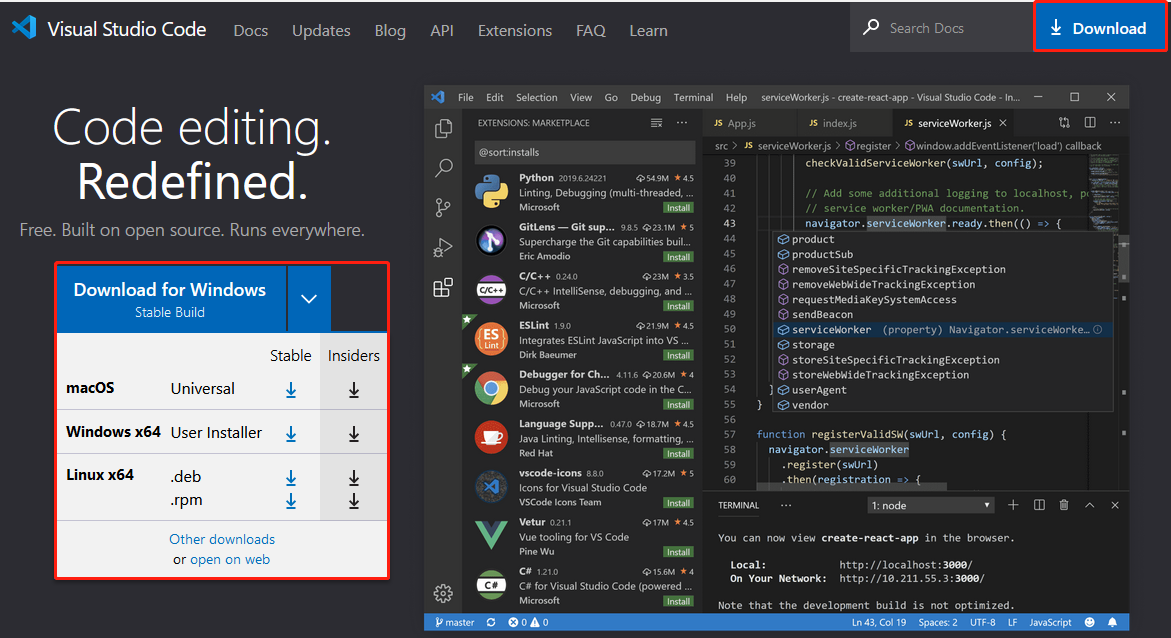 Visual Studio Code Docs Updates Blog API Extensions FAQ Learn Search Docs Download
Code editing.
Redefined.
Free. Built on open source. Runs everywhere.
Download for Windows
Stable Build
Stable Insiders
macOS Universal
Windows x64 User Installer
Linux x64 .deb
.rpm
Other downloads
or open on web
File Edit Selection View Go Debug Terminal Help serviceWorker.js - create-react-app - Visual Studio Code - In...
EXTENSIONS: MARKETPLACE
@sort:installs
Python 2019.6.24221 54.9M 4.5
Linting, Debugging (multi-threaded, ...
Microsoft Install
GitLens — Git sup... 9.8.5 23.1M 5
Supercharge the Git capabilities buil...
Eric Amodio Install
C/C++
C/C++ 0.24.0 23M 3.5
C/C++ IntelliSense, debugging, and ...
Microsoft Install
ES
Lint
ESLint 1.9.0 21.9M 4.5
Integrates ESLint JavaScript into VS ...
Dirk Baeumer Install
Debugger for Ch... 4.11.6 20.6M 4
Debug your JavaScript code in the C...
Microsoft Install
Language Supp... 0.47.0 18.7M 4.5
Java Linting, Intellisense, formatting, ...
Red Hat Install
vscode-icons 8.8.0 17.2M 5
Icons for Visual Studio Code
VSCode Icons Team Install
Vetur 0.21.1 17M 4.5
Vue tooling for VS Code
Pine Wu Install
C#
C# 1.21.0 15.6M 4
C# for Visual Studio Code (powered ...
Microsoft Install
JS App.js JS index.js JS serviceWorker.js
src > JS serviceWorker.js > register > window.addEventListener('load') callback
39 checkValidServiceWorker(swUrl, config);
40
41 // Add some additional logging to localhost, po
42 // service worker/PWA documentation.
43 navigator.serviceWorker.ready.then(() => {
44 product
45 productSub
46 removeSiteSpecificTrackingException
47 removeWebWideTrackingException
48 requestMediaKeySystemAccess
49 sendBeacon
50 serviceWorker (property) Navigator.serviceWorke...
51 storage
52 storeSiteSpecificTrackingException
53 storeWebWideTrackingException
54 } userAgent
55 } vendor
56
57 function registerValidSW(swUrl, config) {
58 navigator.serviceWorker
59 .register(swUrl)
60 .then(registration => {
TERMINAL ... 1: node
You can now view create-react-app in the browser.
Local: http://localhost:3000/
On Your Network: http://10.211.55.3:3000/
Note that the development build is not optimized.
master 0 0 Ln 43, Col 19 Spaces: 2 UTF-8 LF JavaScript